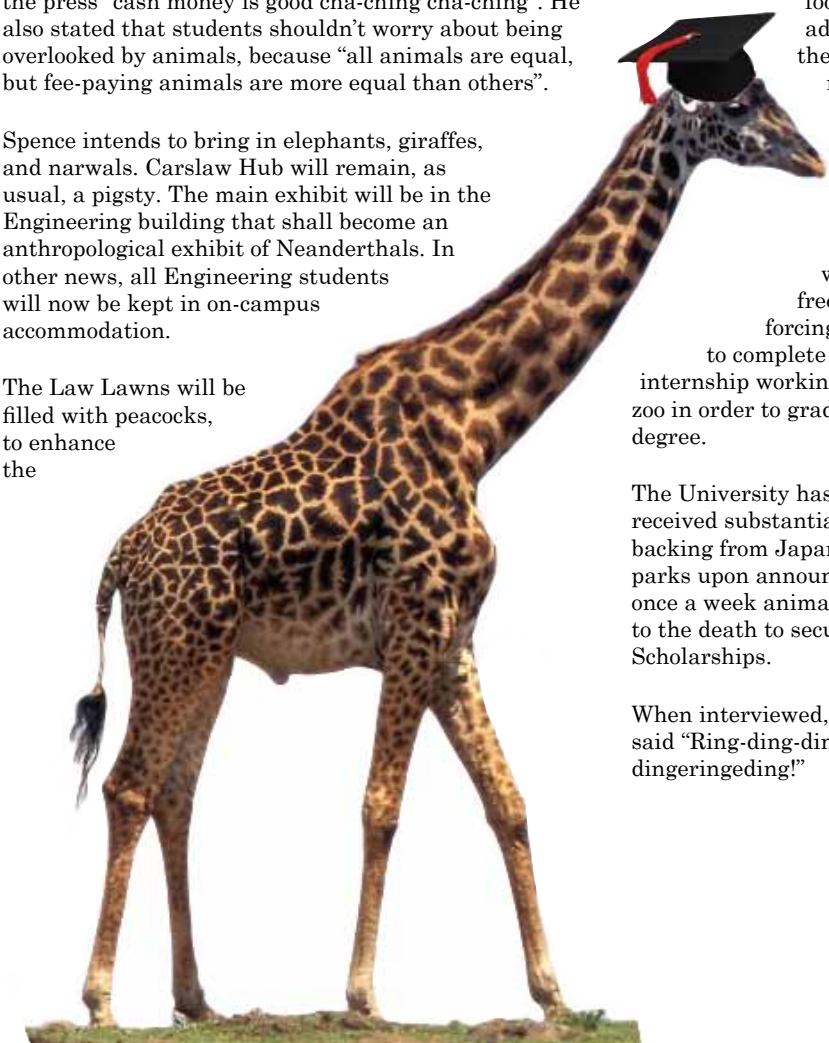 the press “cash money is good cha-ching cha-ching”. He
also stated that students shouldn’t worry about being
overlooked by animals, because “all animals are equal,
but fee-paying animals are more equal than others”.
Spence intends to bring in elephants, giraffes,
and narwals. Carslaw Hub will remain, as
usual, a pigsty. The main exhibit will be in the
Engineering building that shall become an
anthropological exhibit of Neanderthals. In
other news, all Engineering students
will now be kept in on-campus
accommodation.
The Law Lawns will be
filled with peacocks,
to enhance
the
ad
the
free
forcing
to complete
internship working
zoo in order to grad
degree.
The University has
received substantia
backing from Japan
parks upon announ
once a week anima
to the death to secu
Scholarships.
When interviewed,
said “Ring-ding-din
dingeringeding!”